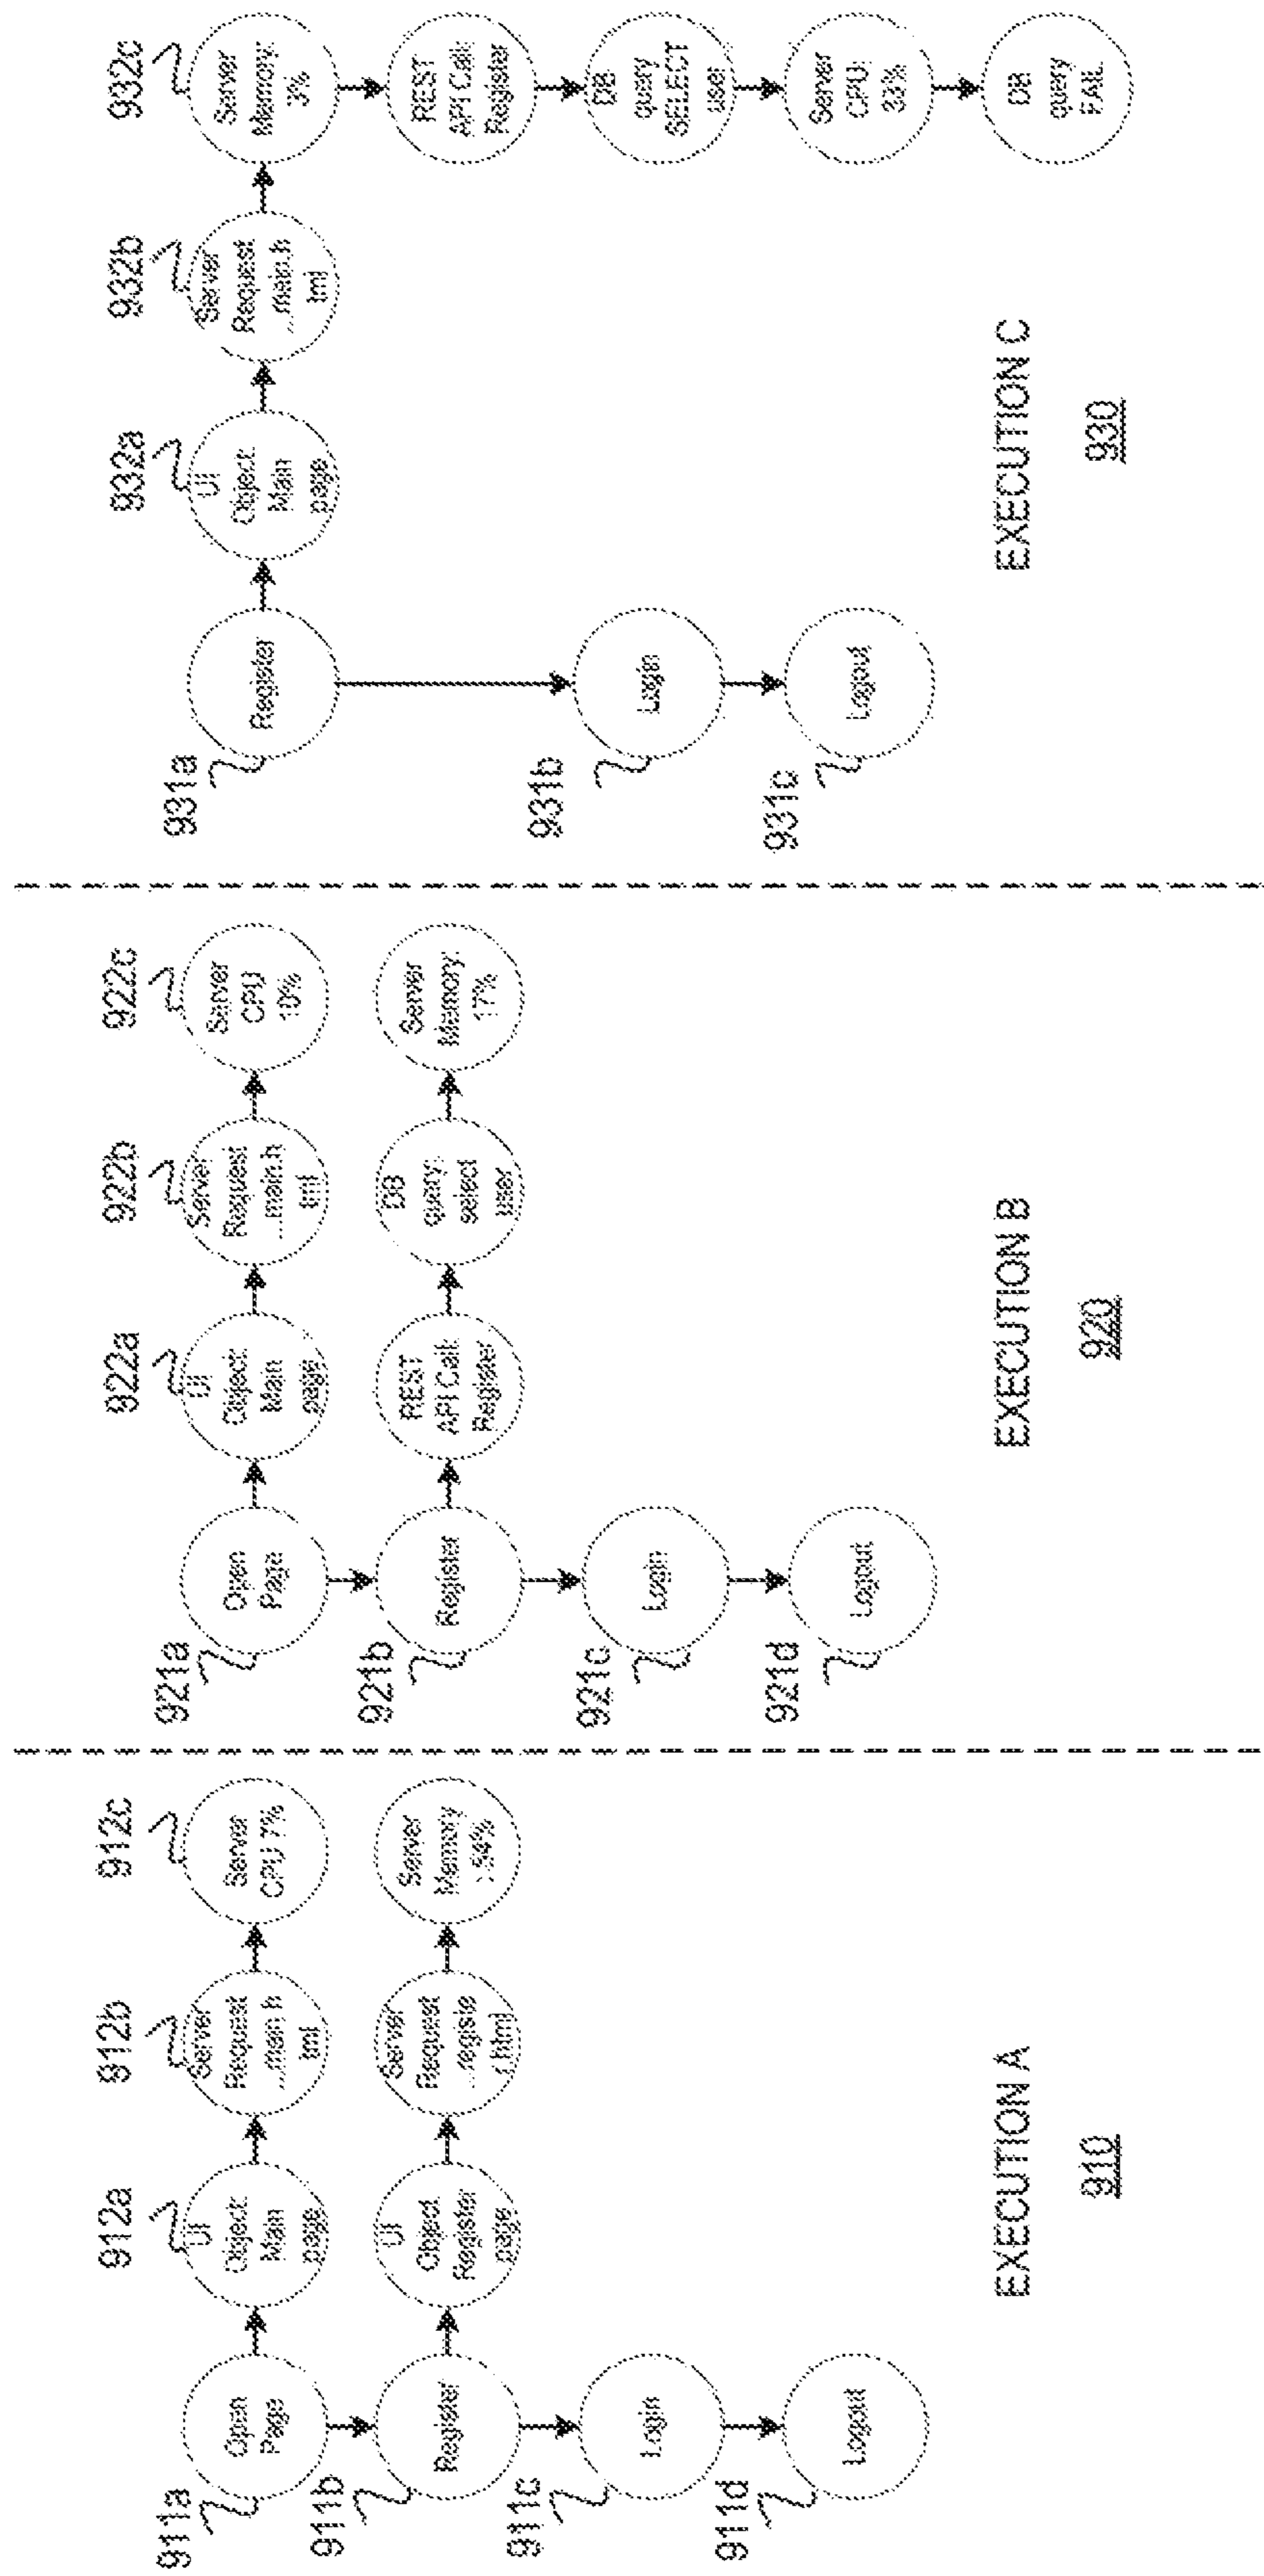 912a
912b
912c
911a
Open
Page
UI
Object:
Main
page
Server
Request
...main.h
tml
Server
CPU 7%
911b
Register
UI
Object
Register
page
Server
Request
...registe
r.html
Server
Memory
911c
Login
911d
Logout
EXECUTION A
910
922a
922b
922c
921a
Open
Page
UI
Object:
Main
page
Server
Request
...main.h
tml
Server
CPU
10%
921b
Register
REST
API Call:
Register
DB
query:
select
user
Server
Memory:
17%
921c
Login
921d
Logout
EXECUTION B
920
932a
932b
932c
931a
Register
UI
Object:
Main
page
Server
Request
...main.h
tml
Server
Memory:
3%
REST
API Call:
Register
931b
Login
DB
query
SELECT
user
931c
Logout
Server
CPU:
33%
DB
query
FAIL
EXECUTION C
930